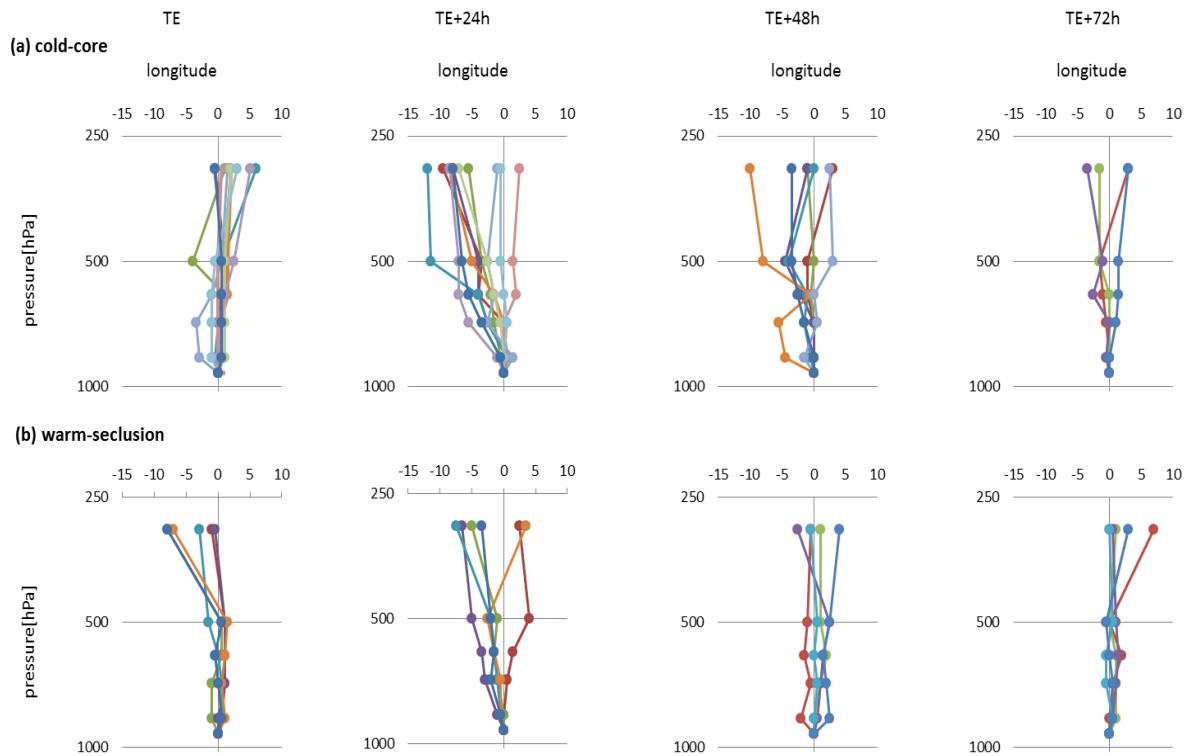 TE TE+24h TE+48h TE+72h
(a) cold-core
longitude longitude longitude longitude
-15 -10 -5 0 5 10 -15 -10 -5 0 5 10 -15 -10 -5 0 5 10 -15 -10 -5 0 5 10
250 250 250 250
pressure[hPa]
500 500 500 500
1000 1000 1000 1000
(b) warm-seclusion
longitude longitude longitude longitude
-15 -10 -5 0 5 10 -15 -10 -5 0 5 10 -15 -10 -5 0 5 10 -15 -10 -5 0 5 10
250 250 250 250
pressure[hPa]
500 500 500 500
1000 1000 1000 1000